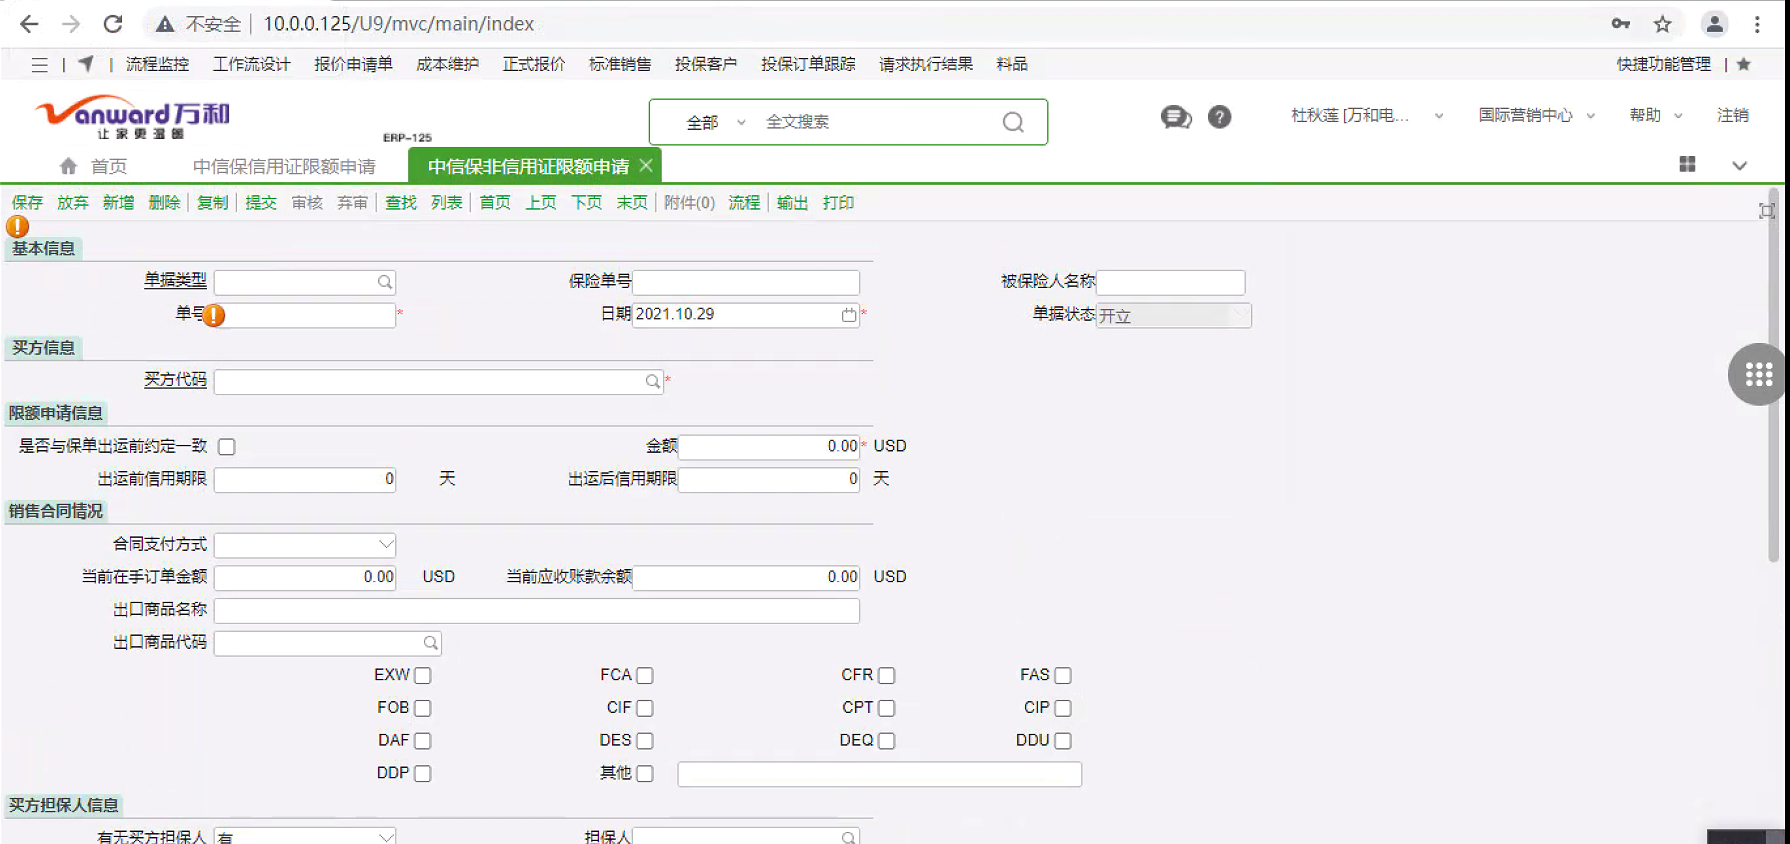 不安全 10.0.0.125/U9/mvc/main/index
流程监控 工作流设计 报价申请单 成本维护 正式报价 标准销售 投保客户 投保订单跟踪 请求执行结果 料品 快捷功能管理
Vanward万和
让家更温暖
ERP-125
全部 全文搜索
杜秋莲 [万和电... 国际营销中心 帮助 注销
首页 中信保信用证限额申请 中信保非信用证限额申请
保存 放弃 新增 删除 复制 提交 审核 弃审 查找 列表 首页 上页 下页 末页 附件(0) 流程 输出 打印
基本信息
单据类型 保险单号 被保险人名称
单号 * 日期 2021.10.29 * 单据状态 开立
买方信息
买方代码 *
限额申请信息
是否与保单出运前约定一致 金额 0.00 * USD
出运前信用期限 0 天 出运后信用期限 0 天
销售合同情况
合同支付方式
当前在手订单金额 0.00 USD 当前应收账款余额 0.00 USD
出口商品名称
出口商品代码
EXW FCA CFR FAS
FOB CIF CPT CIP
DAF DES DEQ DDU
DDP 其他
买方担保人信息
有无买方担保人 有 担保人